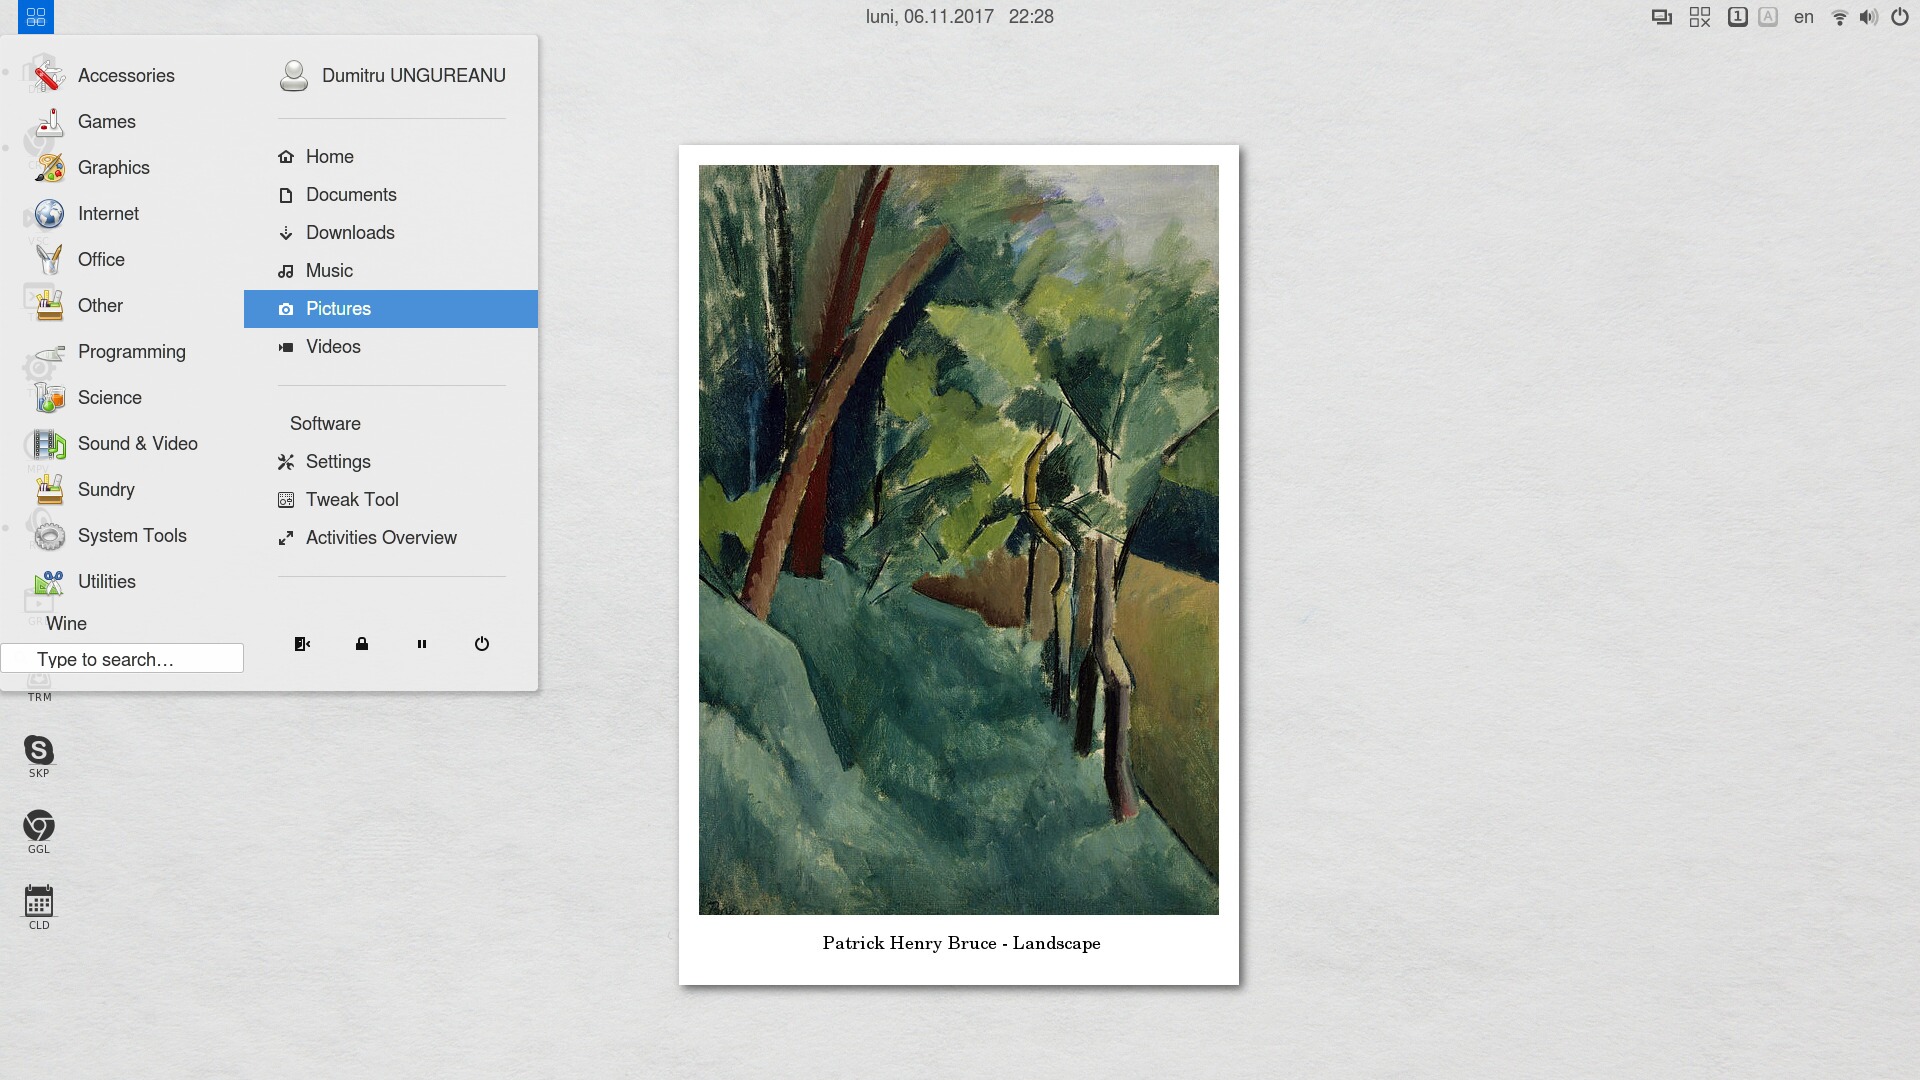 luni, 06.11.2017 22:28
1
A
en
Accessories
Games
Graphics
Internet
Office
Other
Programming
Science
Sound & Video
Sundry
System Tools
Utilities
Wine
Type to search…
Dumitru UNGUREANU
Home
Documents
Downloads
Music
Pictures
Videos
Software
Settings
Tweak Tool
Activities Overview
MPV
TRM
SKP
GGL
CLD
Patrick Henry Bruce - Landscape